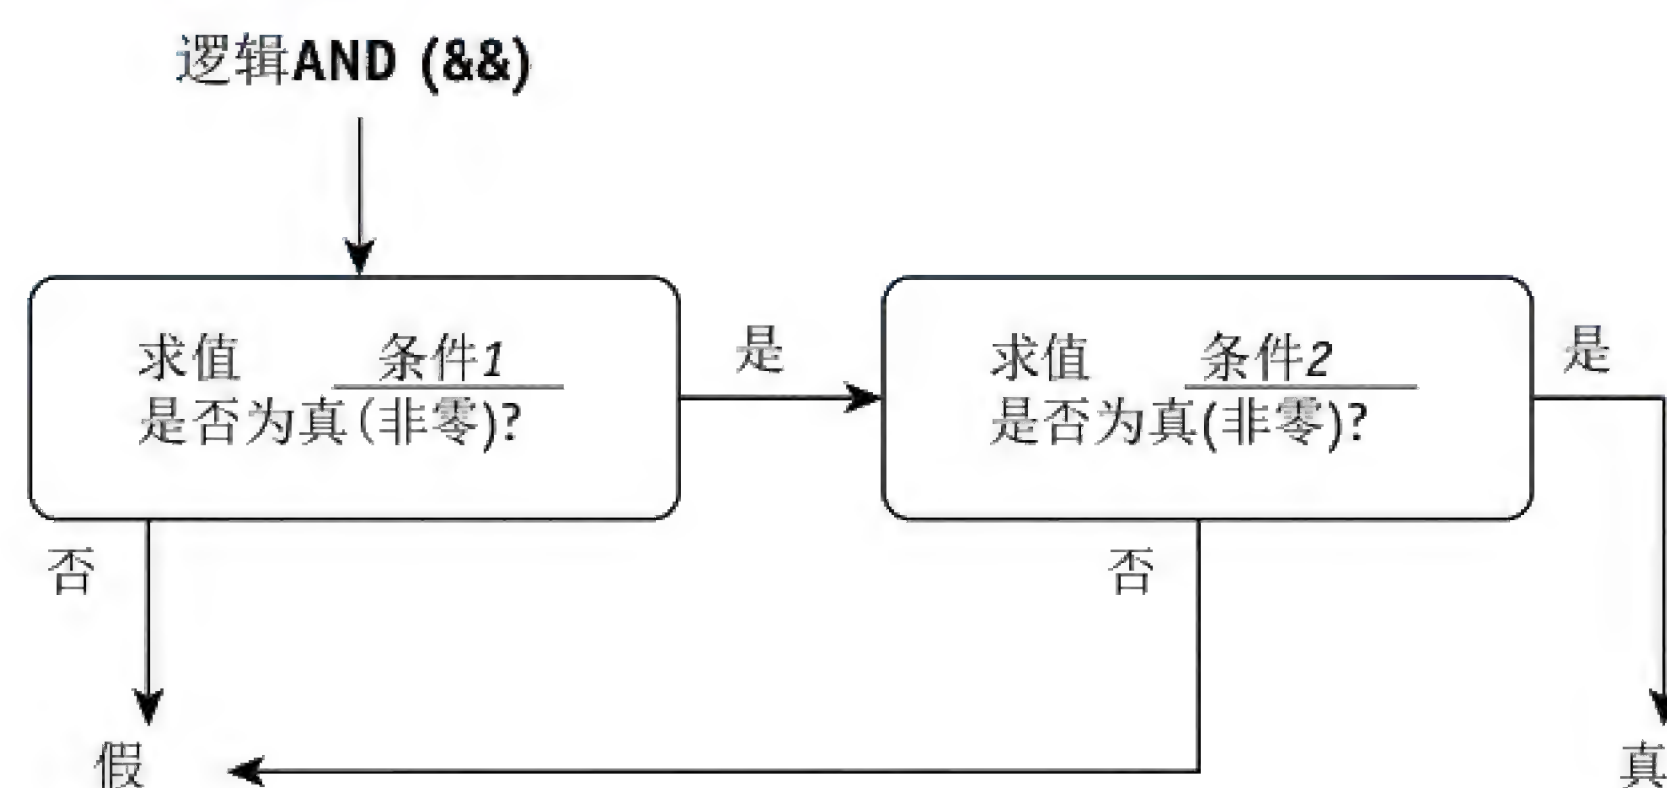 逻辑AND (&&)
求值 条件1
是否为真(非零)?
是
求值 条件2
是否为真(非零)?
是
否
否
假
真